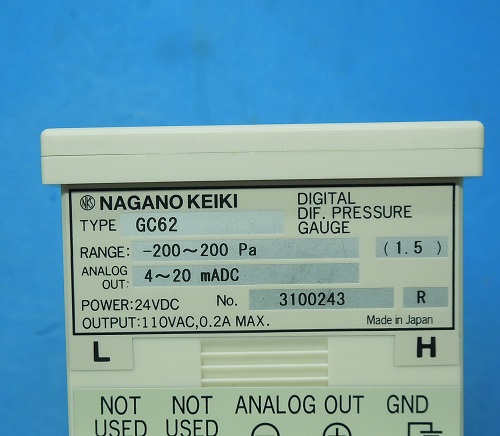 NKS NAGANO KEIKI
DIGITAL
DIF. PRESSURE
GAUGE
TYPE GC62
RANGE: -200～200 Pa (1.5)
ANALOG
OUT: 4～20 mADC
POWER:24VDC No. 3100243 R
OUTPUT:110VAC,0.2A MAX. Made in Japan
L H
NOT NOT ANALOG OUT GND
USED USED